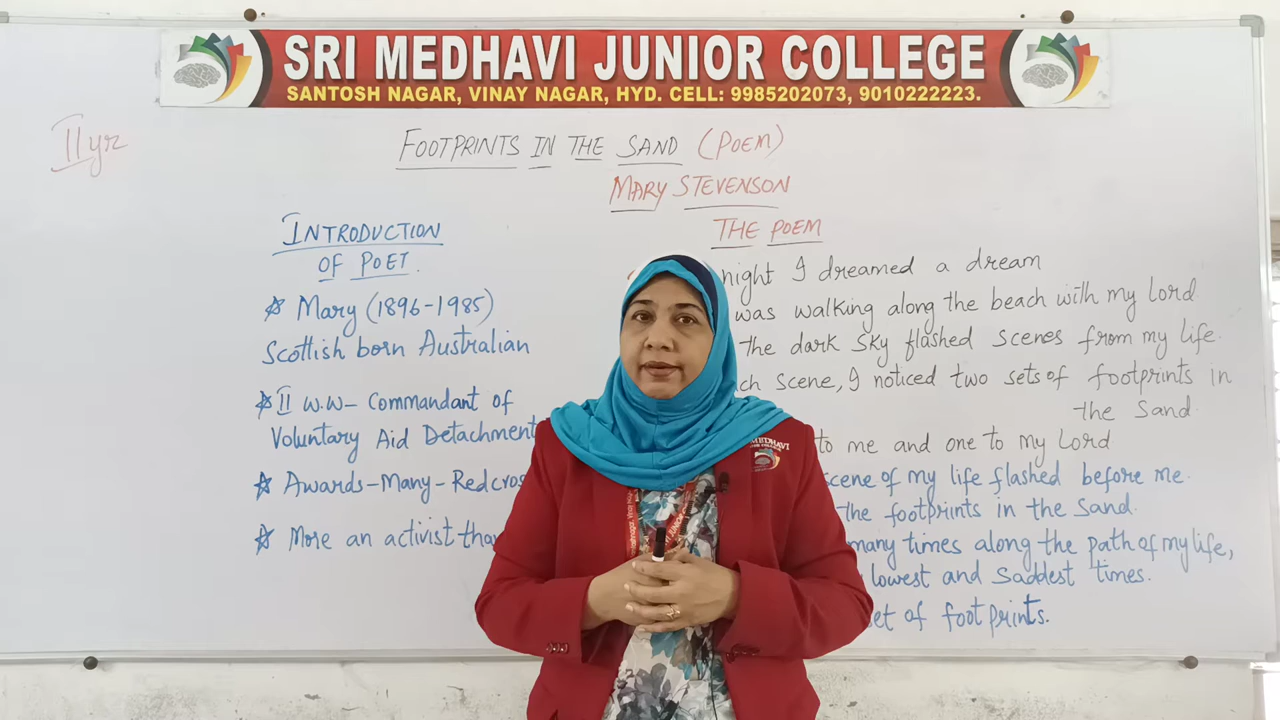 SRI MEDHAVI JUNIOR COLLEGE
SANTOSH NAGAR, VINAY NAGAR, HYD. CELL: 9985202073, 9010222223.
II yr
FOOTPRINTS IN THE SAND (POEM)
MARY STEVENSON
INTRODUCTION
OF POET.
Mary (1896-1985)
Scottish born Australian
II W.W- Commandant of
Voluntary Aid Detachment
Awards-Many-Redcros
More an activist than
THE POEM
night I dreamed a dream
was walking along the beach with my Lord
the dark sky flashed scenes from my life.
ch scene, I noticed two sets of footprints in
the sand.
to me and one to my Lord
scene of my life flashed before me.
the footprints in the sand.
many times along the path of my life,
lowest and saddest times.
set of footprints.
MEDHAVI